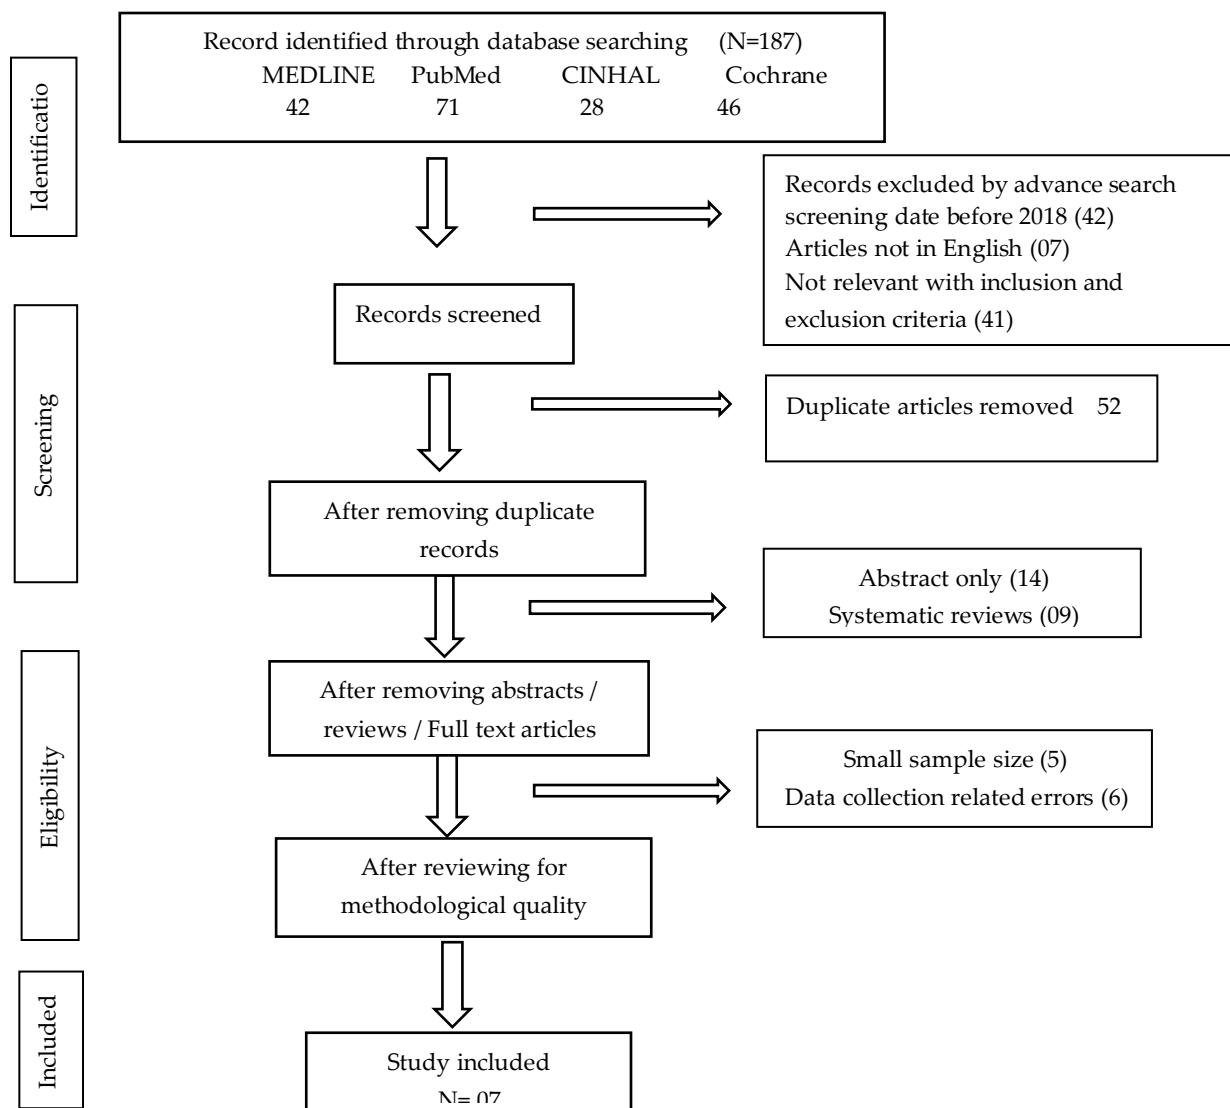 Record identified through database searching (N=187)
MEDLINE PubMed CINHAL Cochrane
42 71 28 46
Identificatio
Records excluded by advance search
screening date before 2018 (42)
Articles not in English (07)
Not relevant with inclusion and
exclusion criteria (41)
Records screened
Screening
Duplicate articles removed 52
After removing duplicate
records
Abstract only (14)
Systematic reviews (09)
Eligibility
After removing abstracts /
reviews / Full text articles
Small sample size (5)
Data collection related errors (6)
After reviewing for
methodological quality
Included
Study included
N= 07